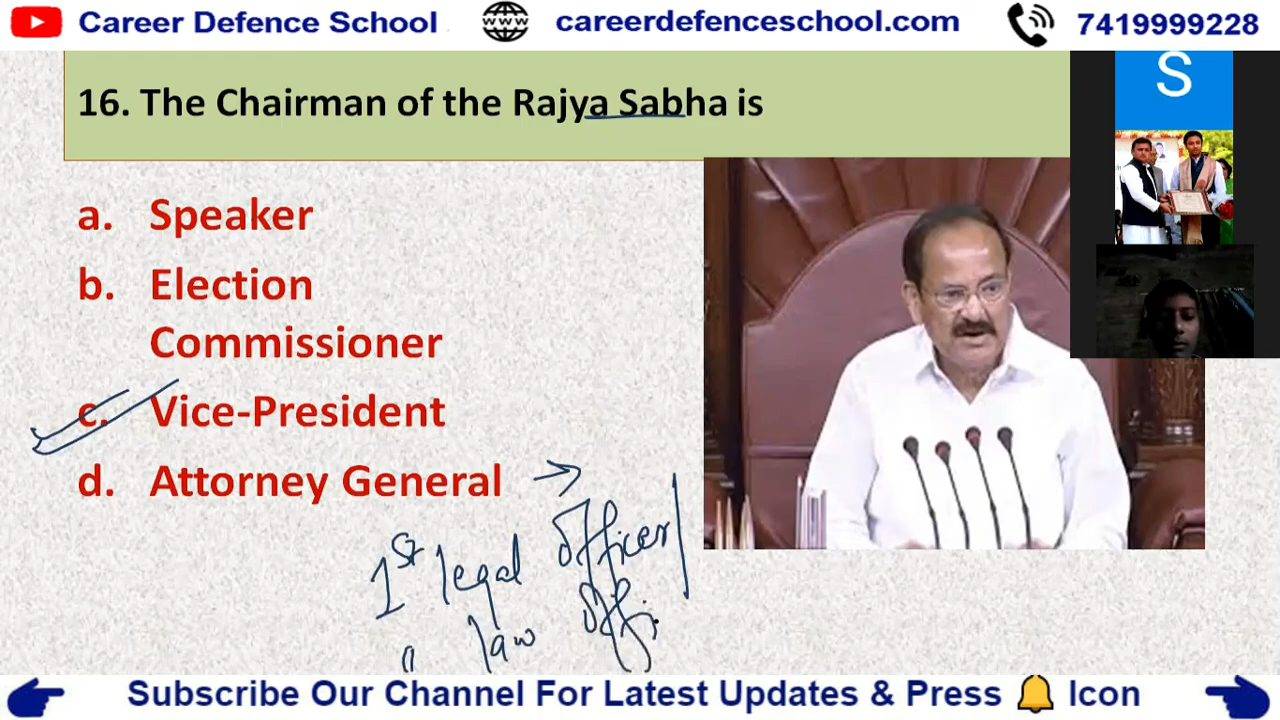 Career Defence School
careerdefenceschool.com
7419999228
16. The Chairman of the Rajya Sabha is
S
a. Speaker
b. Election
Commissioner
c. Vice-President
d. Attorney General →
1st legal officer/
" law offi
Subscribe Our Channel For Latest Updates & Press Icon